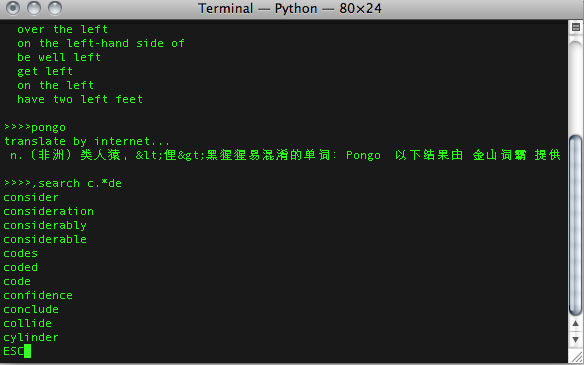 Terminal — Python — 80×24
over the left
on the left-hand side of
be well left
get left
on the left
have two left feet
>>>>pongo
translate by internet...
n. (非洲) 类人猿, &lt;俚&gt;黑猩猩易混淆的单词: Pongo 以下结果由 金山词霸 提供
>>>>,search c.*de
consider
consideration
considerably
considerable
codes
coded
code
confidence
conclude
collide
cylinder
ESC